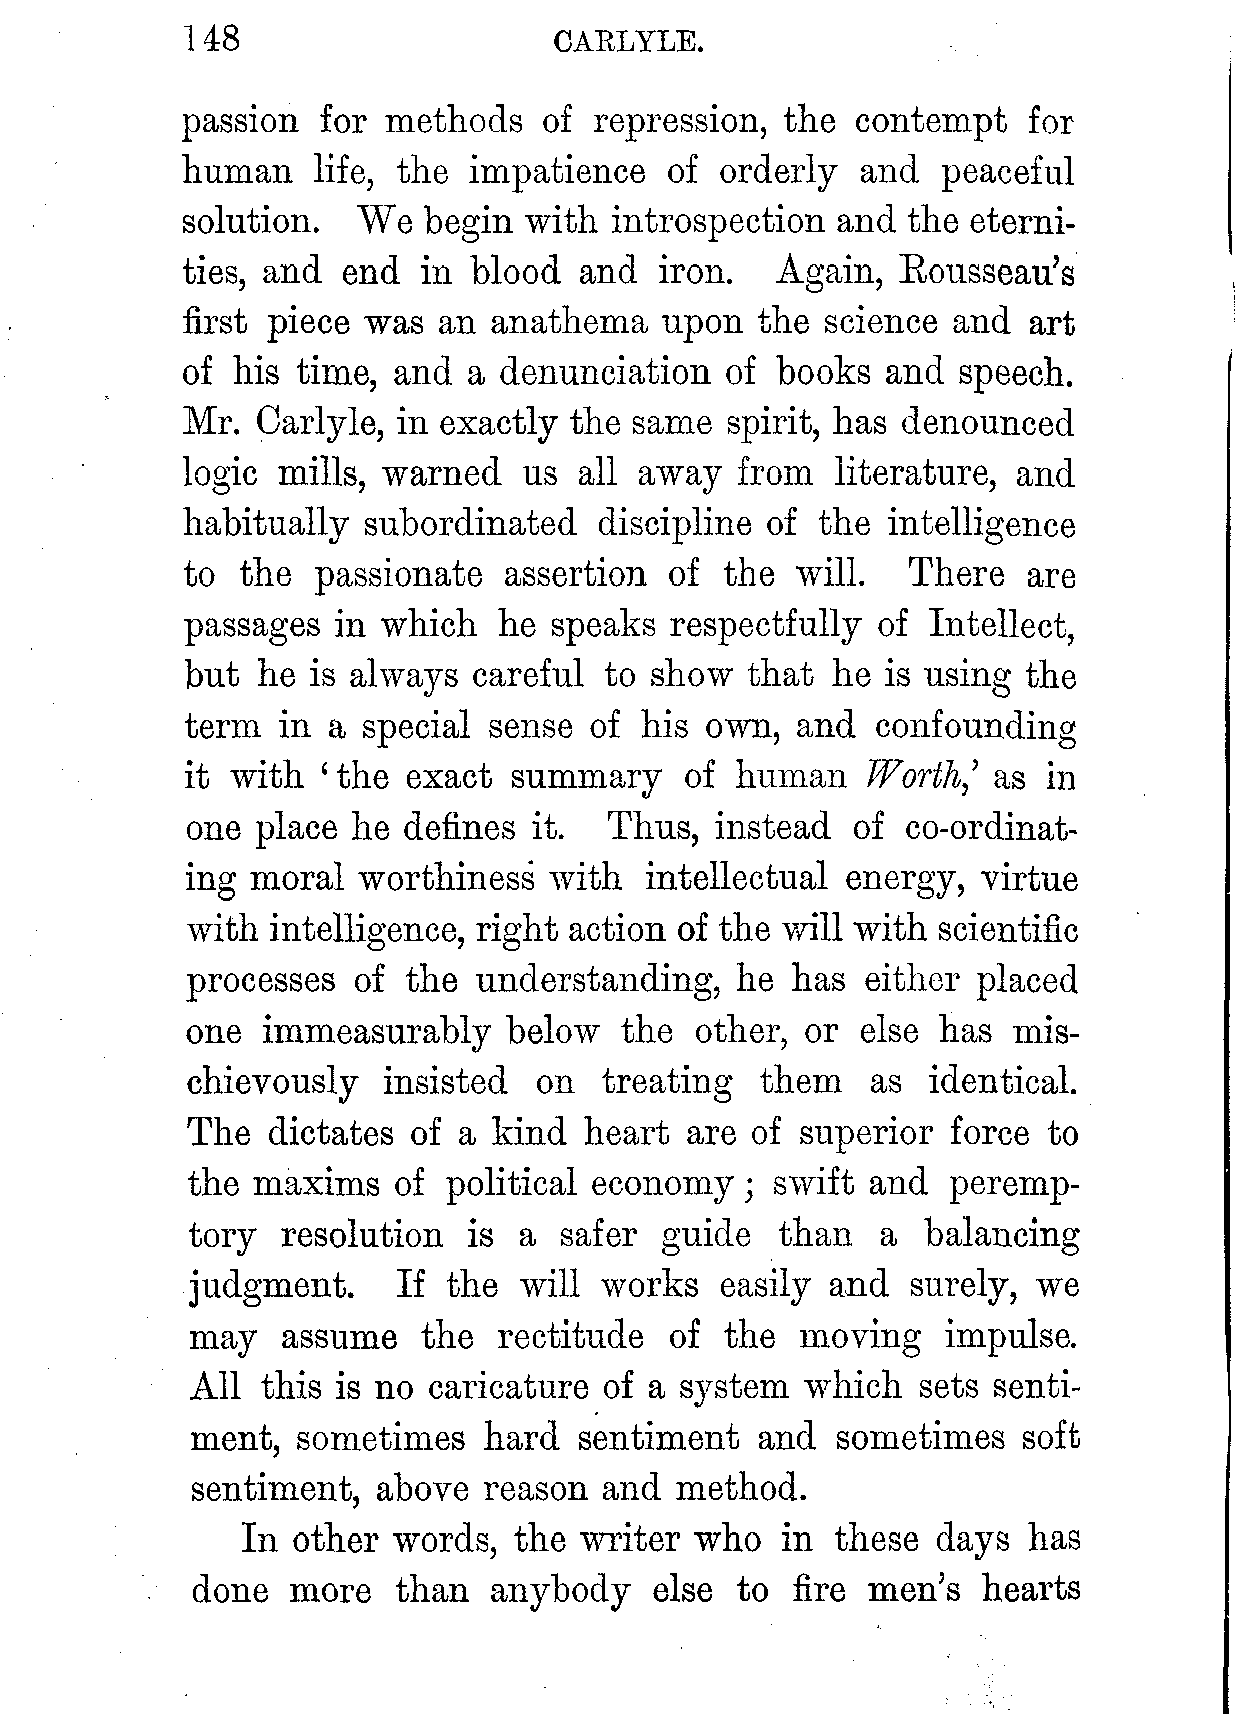 148 CARLYLE.
passion for methods of repression, the contempt for
human life, the impatience of orderly and peaceful
solution. We begin with introspection and the eterni-
ties, and end in blood and iron. Again, Rousseau's
first piece was an anathema upon the science and art
of his time, and a denunciation of books and speech.
Mr. Carlyle, in exactly the same spirit, has denounced
logic mills, warned us all away from literature, and
habitually subordinated discipline of the intelligence
to the passionate assertion of the will. There are
passages in which he speaks respectfully of Intellect,
but he is always careful to show that he is using the
term in a special sense of his own, and confounding
it with ‘the exact summary of human Worth,’ as in
one place he defines it. Thus, instead of co-ordinat-
ing moral worthiness with intellectual energy, virtue
with intelligence, right action of the will with scientific
processes of the understanding, he has either placed
one immeasurably below the other, or else has mis-
chievously insisted on treating them as identical.
The dictates of a kind heart are of superior force to
the maxims of political economy; swift and peremp-
tory resolution is a safer guide than a balancing
judgment. If the will works easily and surely, we
may assume the rectitude of the moving impulse.
All this is no caricature of a system which sets senti-
ment, sometimes hard sentiment and sometimes soft
sentiment, above reason and method.
In other words, the writer who in these days has
done more than anybody else to fire men's hearts